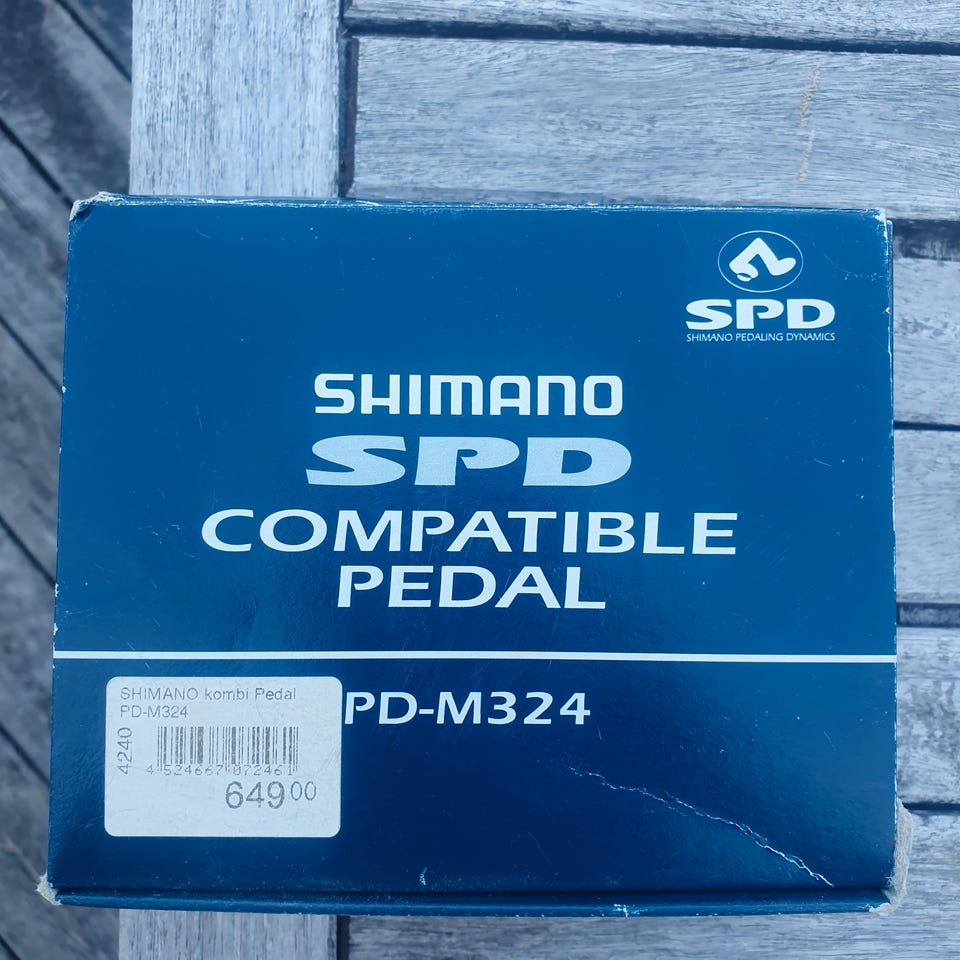 SPD
SHIMANO PEDALING DYNAMICS
SHIMANO
SPD
COMPATIBLE
PEDAL
PD-M324
SHIMANO kombi Pedal
PD-M324
4240
4 524667 072461
649 00